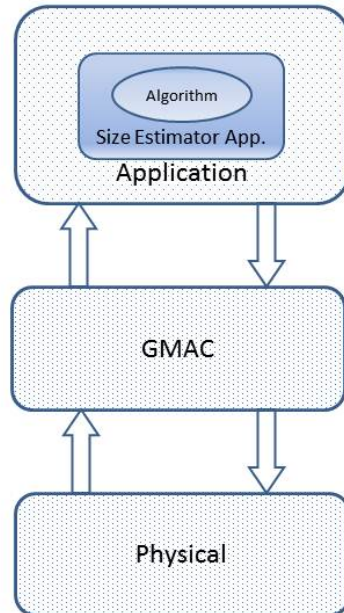 Algorithm
Size Estimator App.
Application
GMAC
Physical